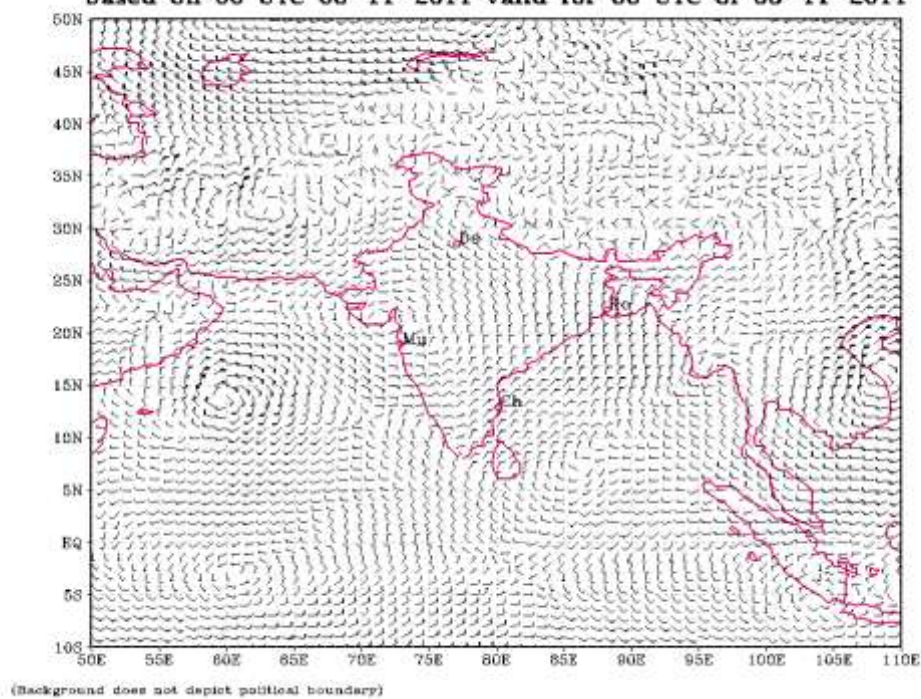 Based on UTC valid for UTC of
50N
45N
40N
35N
30N
De
25N
Ko
20N
Mu
15N
Ch
10N
5N
EQ
5S
10S
50E 55E 60E 65E 70E 75E 80E 85E 90E 95E 100E 105E 110E
(Background does not depict political boundary)